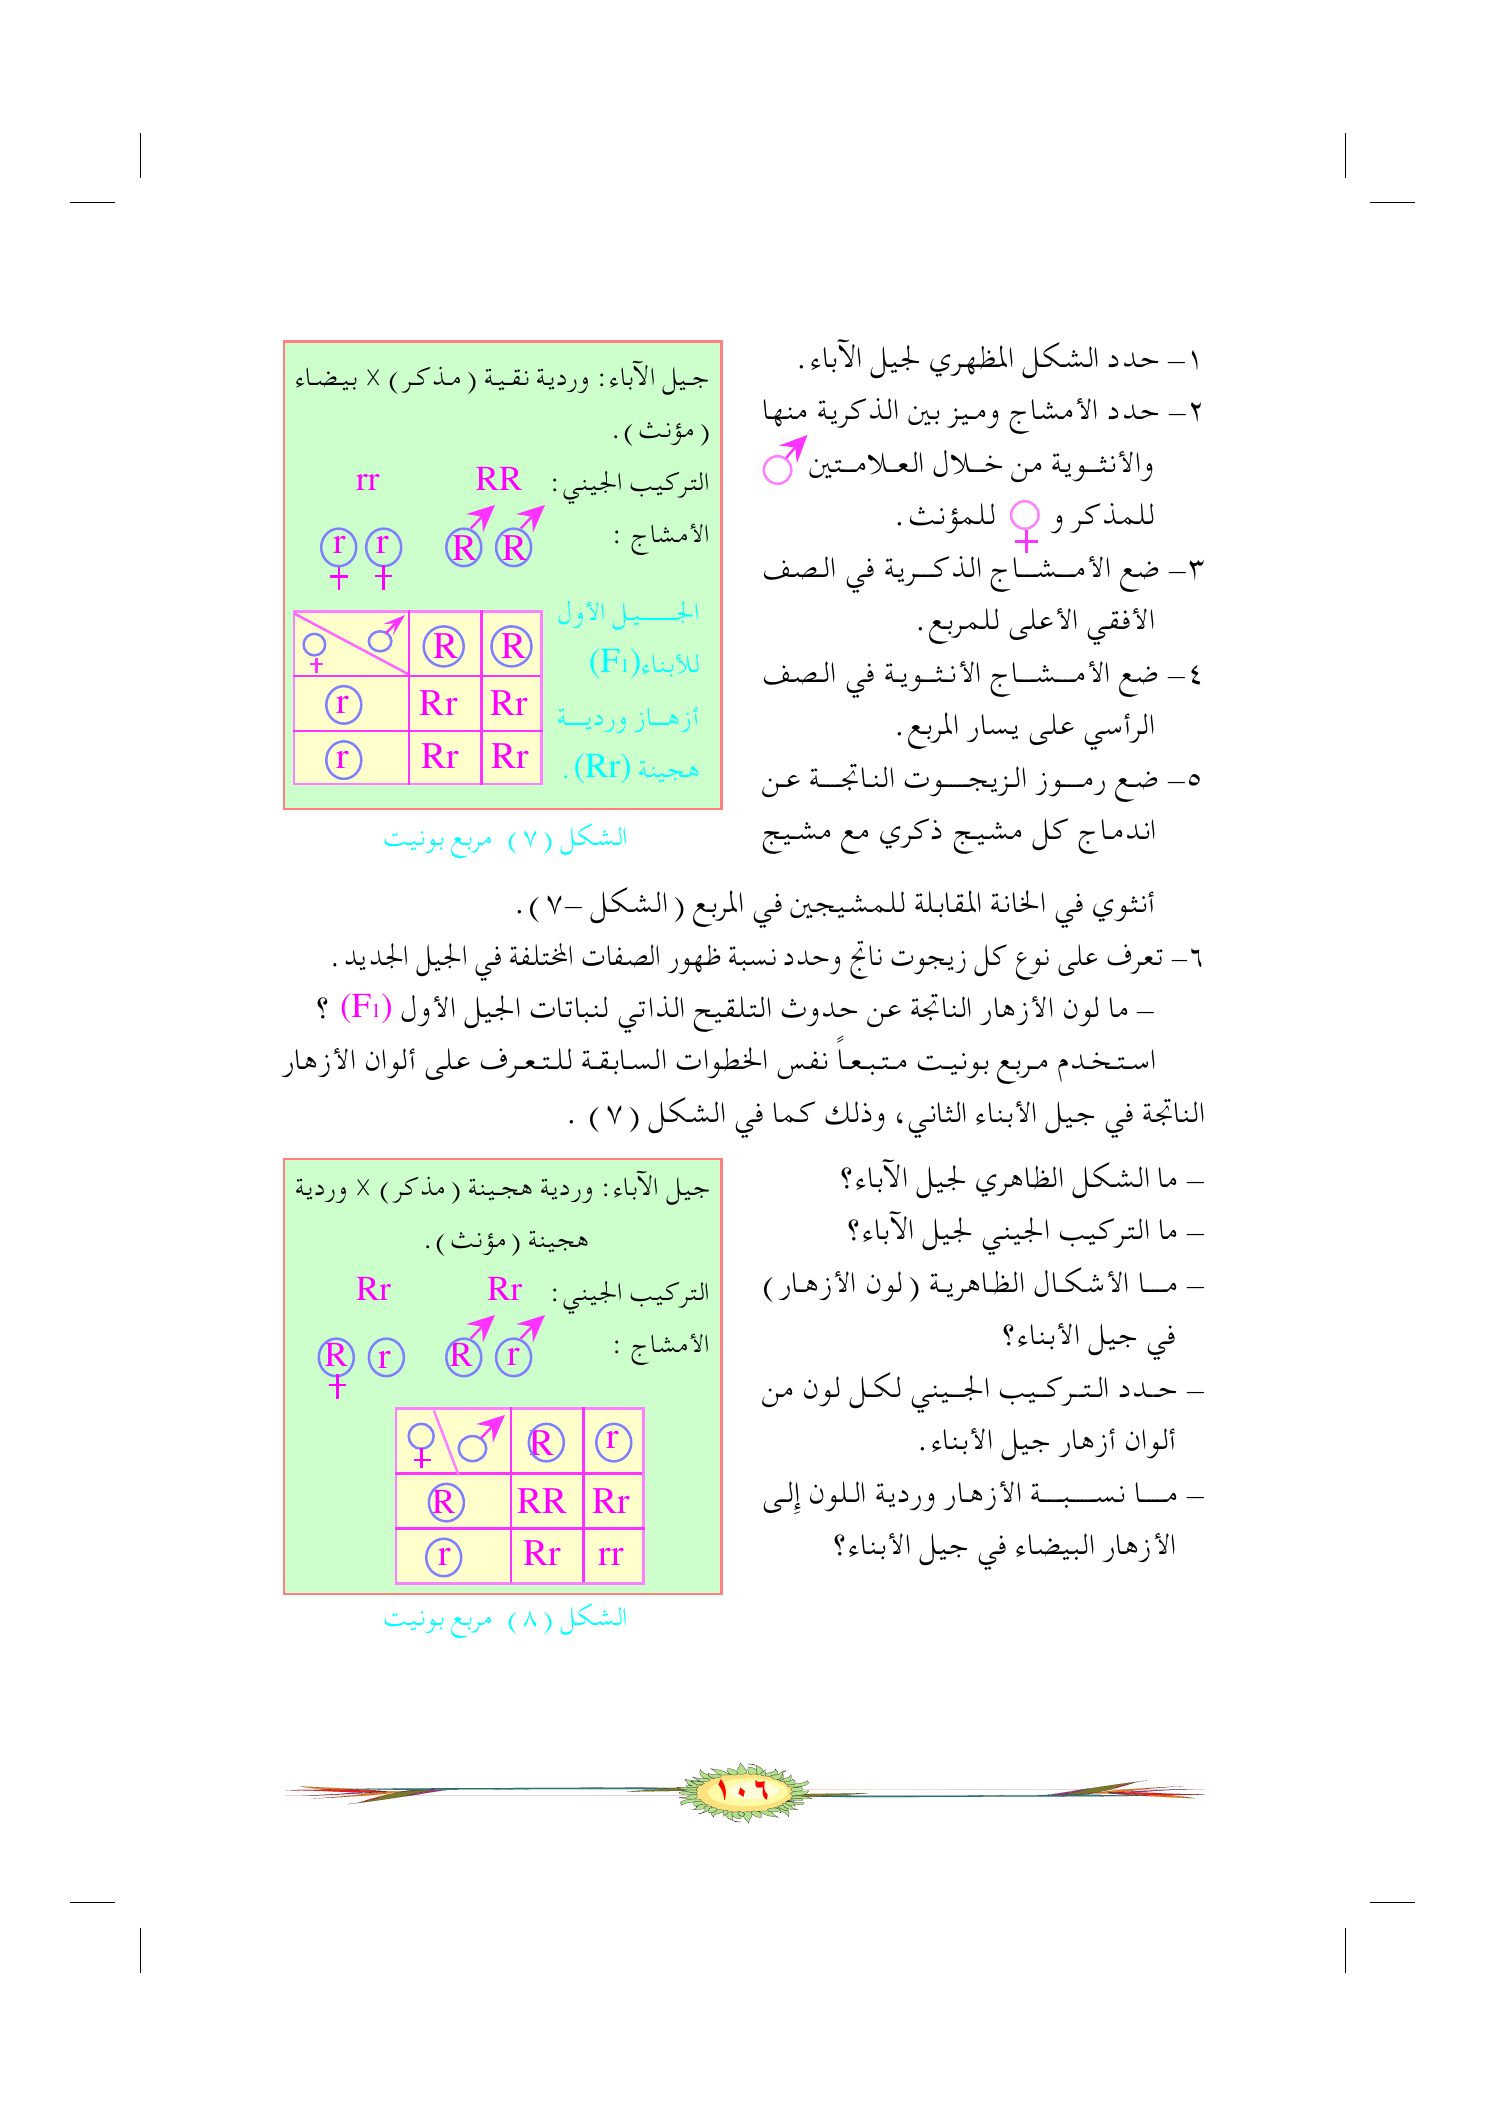 ١– حدد الشكل المظهري لجيل الآباء.
٢– حدد الأمشاج وميز بين الذكرية منها
والأنثوية من خلال العلامتين ♂
للمذكر و ♀ للمؤنث.
٣– ضع الأمشاج الذكرية في الصف
الأفقي الأعلى للمربع.
٤– ضع الأمشاج الأنثوية في الصف
الرأسي على يسار المربع.
٥– ضع رموز الزيجوت الناتجة عن
اندماج كل مشيج ذكري مع مشيج
جيل الآباء: وردية نقية (مذكر) X بيضاء
(مؤنث).
التركيب الجيني: RR rr
الأمشاج : R R r r
الجيل الأول
للأبناء(F1)
أزهار وردية
هجينة (Rr).
♀ ♂ R R
r Rr Rr
r Rr Rr
الشكل (٧) مربع بونيت
أنثوي في الخانة المقابلة للمشيجين في المربع (الشكل –٧).
٦– تعرف على نوع كل زيجوت ناتج وحدد نسبة ظهور الصفات المختلفة في الجيل الجديد.
– ما لون الأزهار الناتجة عن حدوث التلقيح الذاتي لنباتات الجيل الأول (F1) ؟
استخدم مربع بونيت متبعاً نفس الخطوات السابقة للتعرف على ألوان الأزهار
الناتجة في جيل الأبناء الثاني، وذلك كما في الشكل (٧) .
– ما الشكل الظاهري لجيل الآباء؟
– ما التركيب الجيني لجيل الآباء؟
– ما الأشكال الظاهرية (لون الأزهار)
في جيل الأبناء؟
– حدد التركيب الجيني لكل لون من
ألوان أزهار جيل الأبناء.
– ما نسبة الأزهار وردية اللون إلى
الأزهار البيضاء في جيل الأبناء؟
جيل الآباء: وردية هجينة (مذكر) X وردية
هجينة (مؤنث).
التركيب الجيني: Rr Rr
الأمشاج : r R r R
♀ ♂ R r
R RR Rr
r Rr rr
الشكل (٨) مربع بونيت
١٠٦